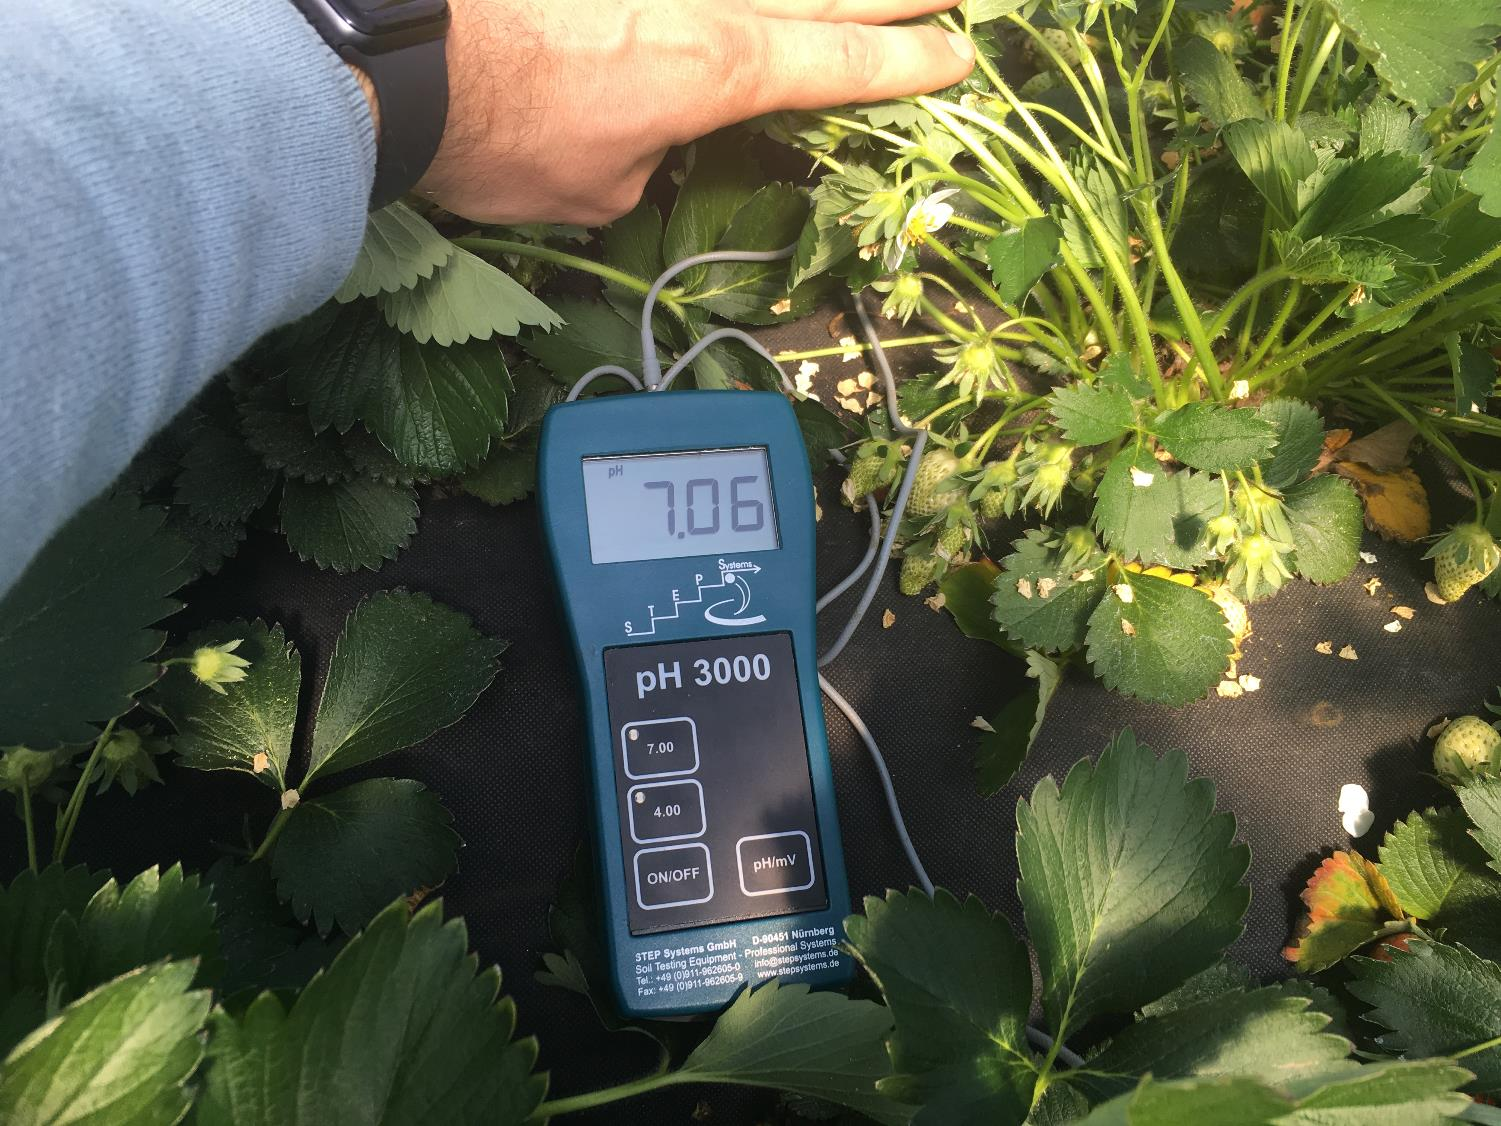 pH
7.06
S T E P Systems
pH 3000
7.00
4.00
ON/OFF
pH/mV
STEP Systems GmbH D-90451 Nürnberg
Soil Testing Equipment - Professional Systems
Tel.: +49 (0)911-962605-0 info@stepsystems.de
Fax: +49 (0)911-962605-9 www.stepsystems.de